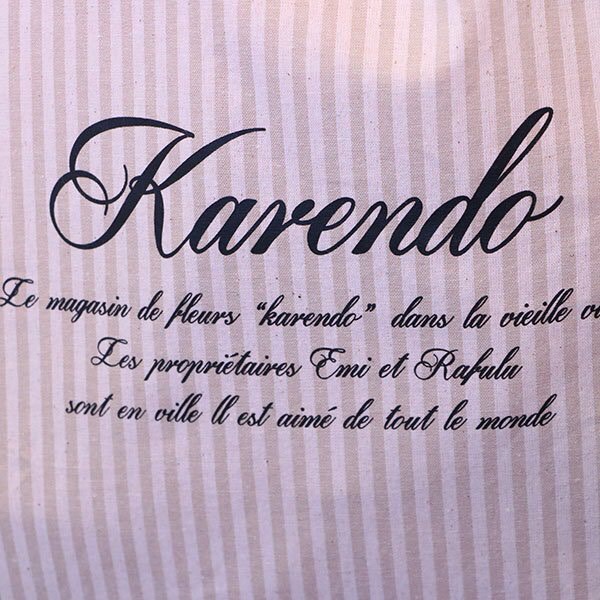 Karendo
Le magasin de fleurs “karendo” dans la vieille
Les propriétaires Emi et Rafulu
sont en ville ll est aimé de tout le monde